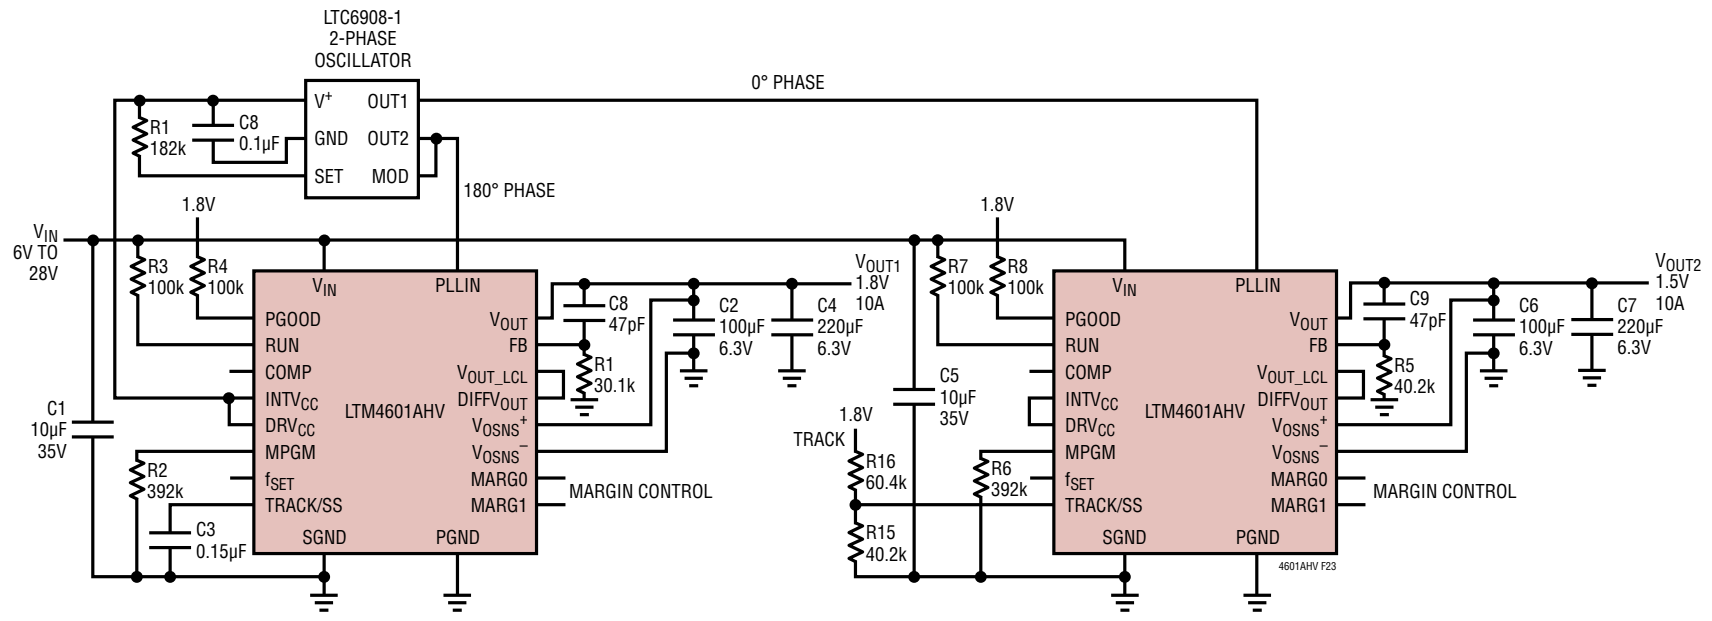 LTC6908-1
2-PHASE
OSCILLATOR
V+ OUT1
GND OUT2
SET MOD
R1
182k
C8
0.1µF
0° PHASE
180° PHASE
VIN
6V TO
28V
1.8V
R3
100k
R4
100k
C1
10µF
35V
R2
392k
C3
0.15µF
VIN PLLIN
PGOOD
RUN
COMP
INTVCC
DRVCC
MPGM
fSET
TRACK/SS
SGND PGND
LTM4601AHV
VOUT
FB
VOUT_LCL
DIFFVOUT
VOSNS+
VOSNS–
MARG0
MARG1
C8
47pF
R1
30.1k
C2
100µF
6.3V
C4
220µF
6.3V
VOUT1
1.8V
10A
MARGIN CONTROL
1.8V
R7
100k
R8
100k
C5
10µF
35V
1.8V
TRACK
R16
60.4k
R15
40.2k
R6
392k
VIN PLLIN
PGOOD
RUN
COMP
INTVCC
DRVCC
MPGM
fSET
TRACK/SS
SGND PGND
LTM4601AHV
VOUT
FB
VOUT_LCL
DIFFVOUT
VOSNS+
VOSNS–
MARG0
MARG1
C9
47pF
R5
40.2k
C6
100µF
6.3V
C7
220µF
6.3V
VOUT2
1.5V
10A
MARGIN CONTROL
4601AHV F23